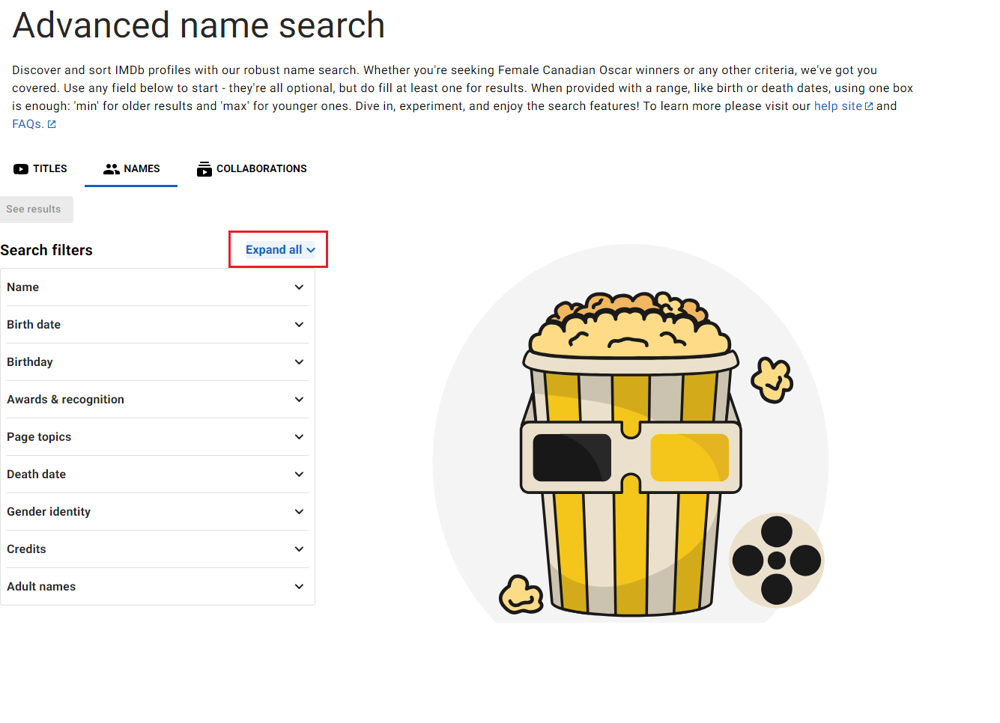 Advanced name search
Discover and sort IMDb profiles with our robust name search. Whether you're seeking Female Canadian Oscar winners or any other criteria, we've got you
covered. Use any field below to start - they're all optional, but do fill at least one for results. When provided with a range, like birth or death dates, using one box
is enough: 'min' for older results and 'max' for younger ones. Dive in, experiment, and enjoy the search features! To learn more please visit our help site and
FAQs.
TITLES NAMES COLLABORATIONS
See results
Search filters Expand all
Name
Birth date
Birthday
Awards & recognition
Page topics
Death date
Gender identity
Credits
Adult names